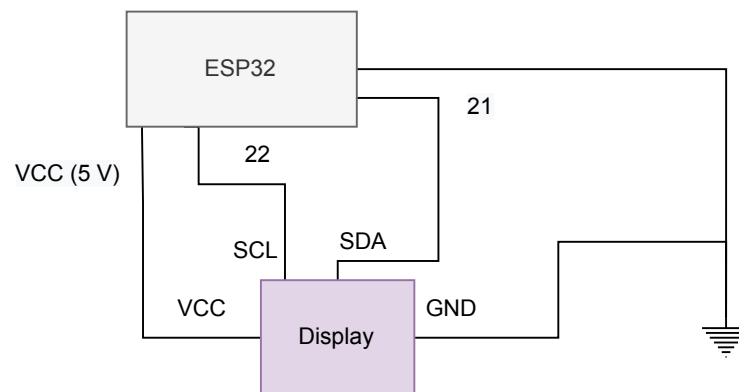 ESP32
21
22
VCC (5 V)
SDA
SCL
VCC
GND
Display